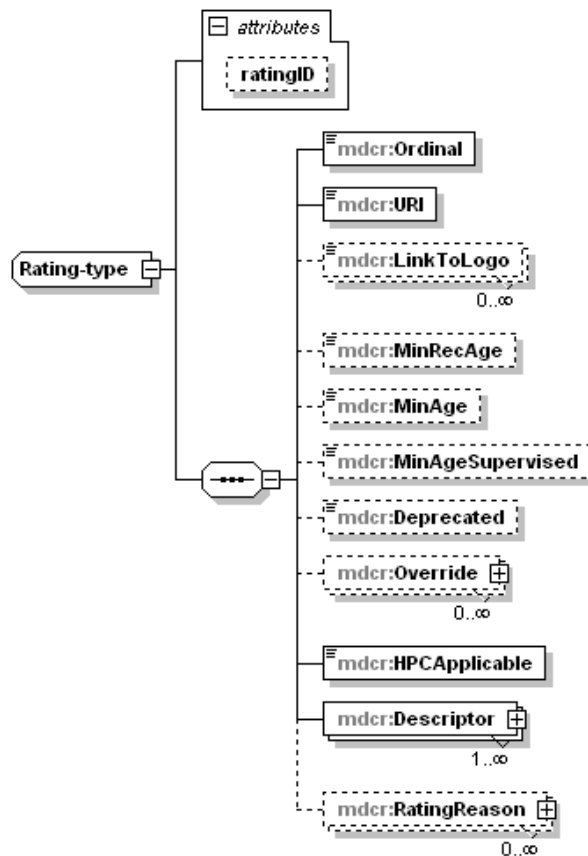 attributes
ratingID
mdcr:Ordinal
mdcr:URI
mdcr:LinkToLogo
0..∞
Rating-type
mdcr:MinRecAge
mdcr:MinAge
mdcr:MinAgeSupervised
mdcr:Deprecated
mdcr:Override
0..∞
mdcr:HPCApplicable
mdcr:Descriptor
1..∞
mdcr:RatingReason
0..∞